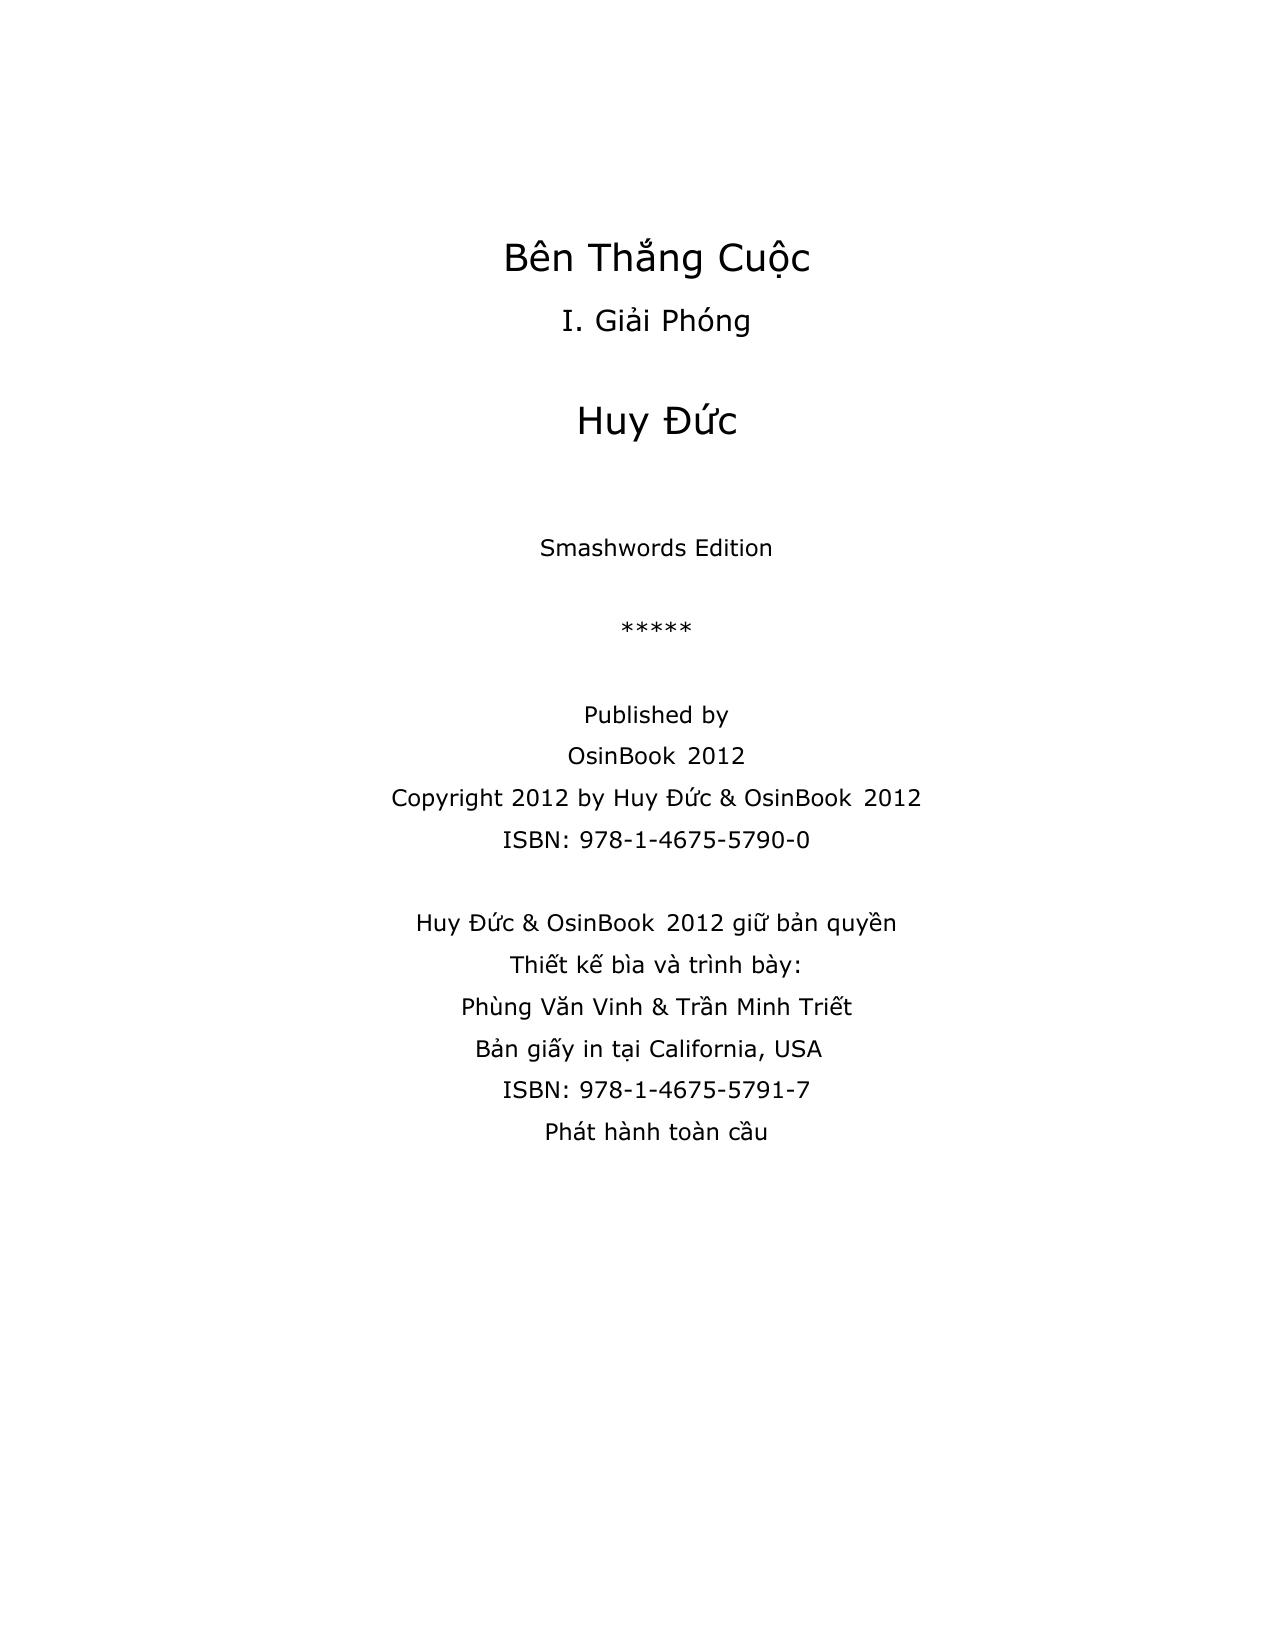 Bên Thắng Cuộc
I. Giải Phóng
Huy Đức
Smashwords Edition
*****
Published by
OsinBook 2012
Copyright 2012 by Huy Đức & OsinBook 2012
ISBN: 978-1-4675-5790-0
Huy Đức & OsinBook 2012 giữ bản quyền
Thiết kế bìa và trình bày:
Phùng Văn Vinh & Trần Minh Triết
Bản giấy in tại California, USA
ISBN: 978-1-4675-5791-7
Phát hành toàn cầu